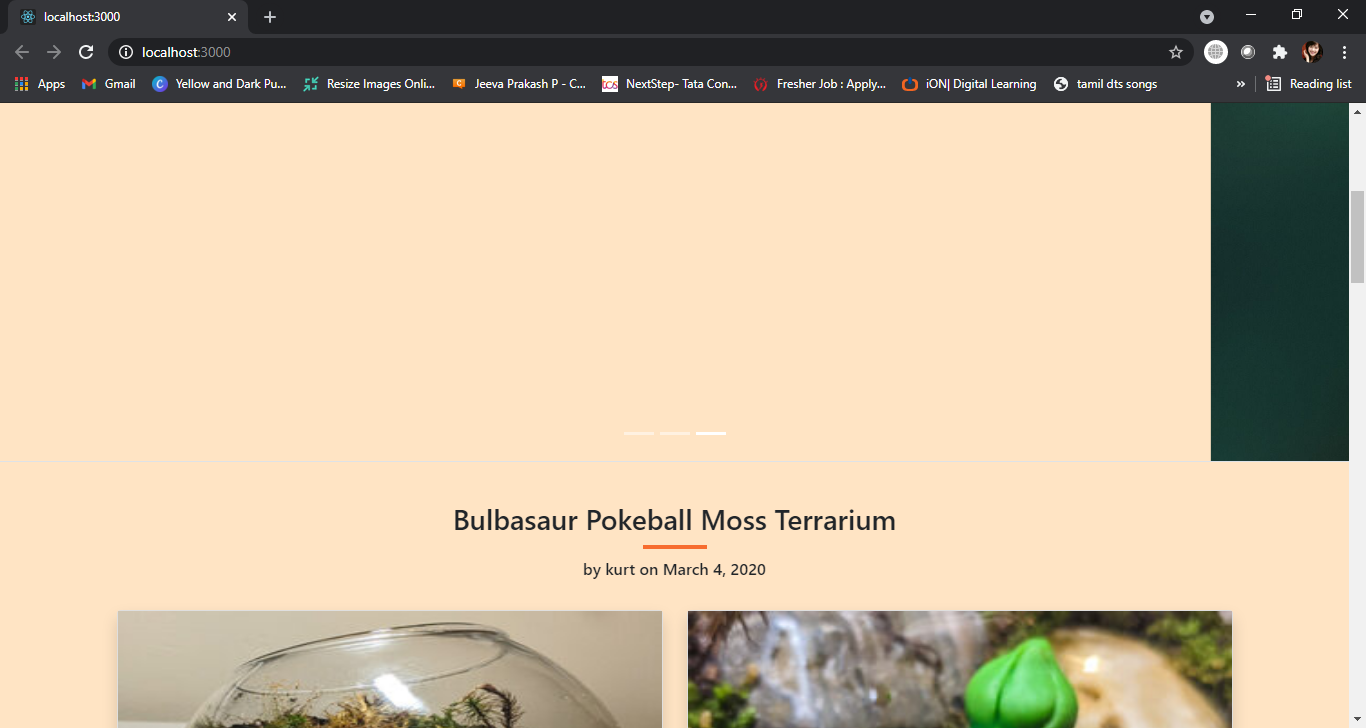 localhost:3000
localhost:3000
Apps Gmail Yellow and Dark Pu... Resize Images Onli... Jeeva Prakash P - C... tcs NextStep- Tata Con... Fresher Job : Apply... iON| Digital Learning tamil dts songs » Reading list
Bulbasaur Pokeball Moss Terrarium
by kurt on March 4, 2020